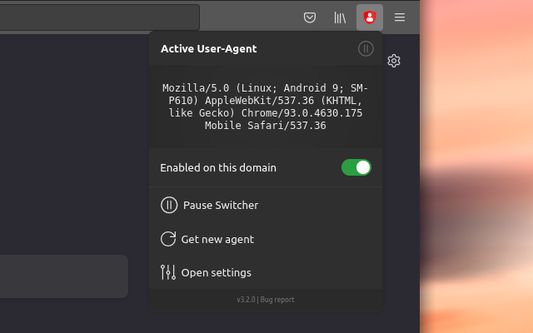 Active User-Agent
Mozilla/5.0 (Linux; Android 9; SM-
P610) AppleWebKit/537.36 (KHTML,
like Gecko) Chrome/93.0.4630.175
Mobile Safari/537.36
Enabled on this domain
Pause Switcher
Get new agent
Open settings
v3.2.0 | Bug report